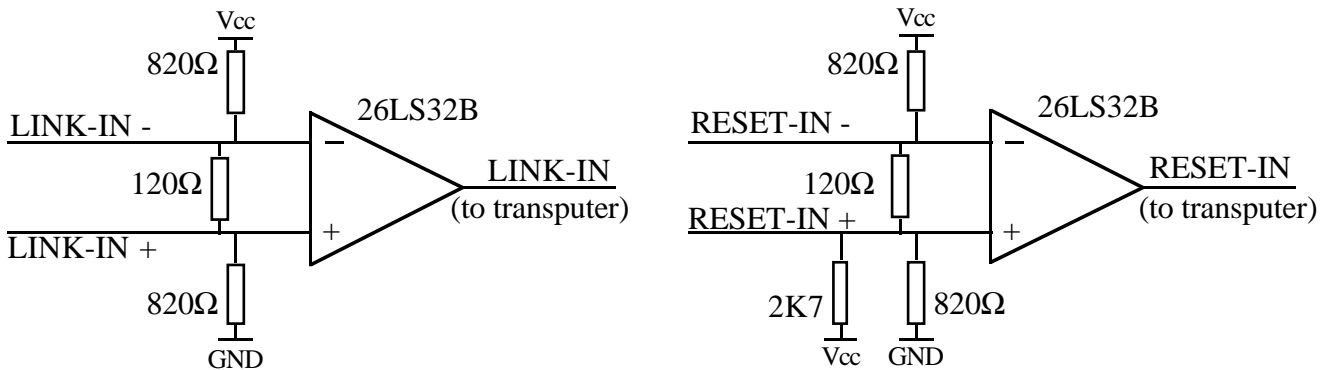 Vcc
820Ω
26LS32B
LINK-IN -
−
120Ω
LINK-IN
(to transputer)
+
LINK-IN +
820Ω
GND
Vcc
820Ω
26LS32B
RESET-IN -
−
120Ω
RESET-IN
(to transputer)
RESET-IN +
+
2K7
820Ω
Vcc
GND